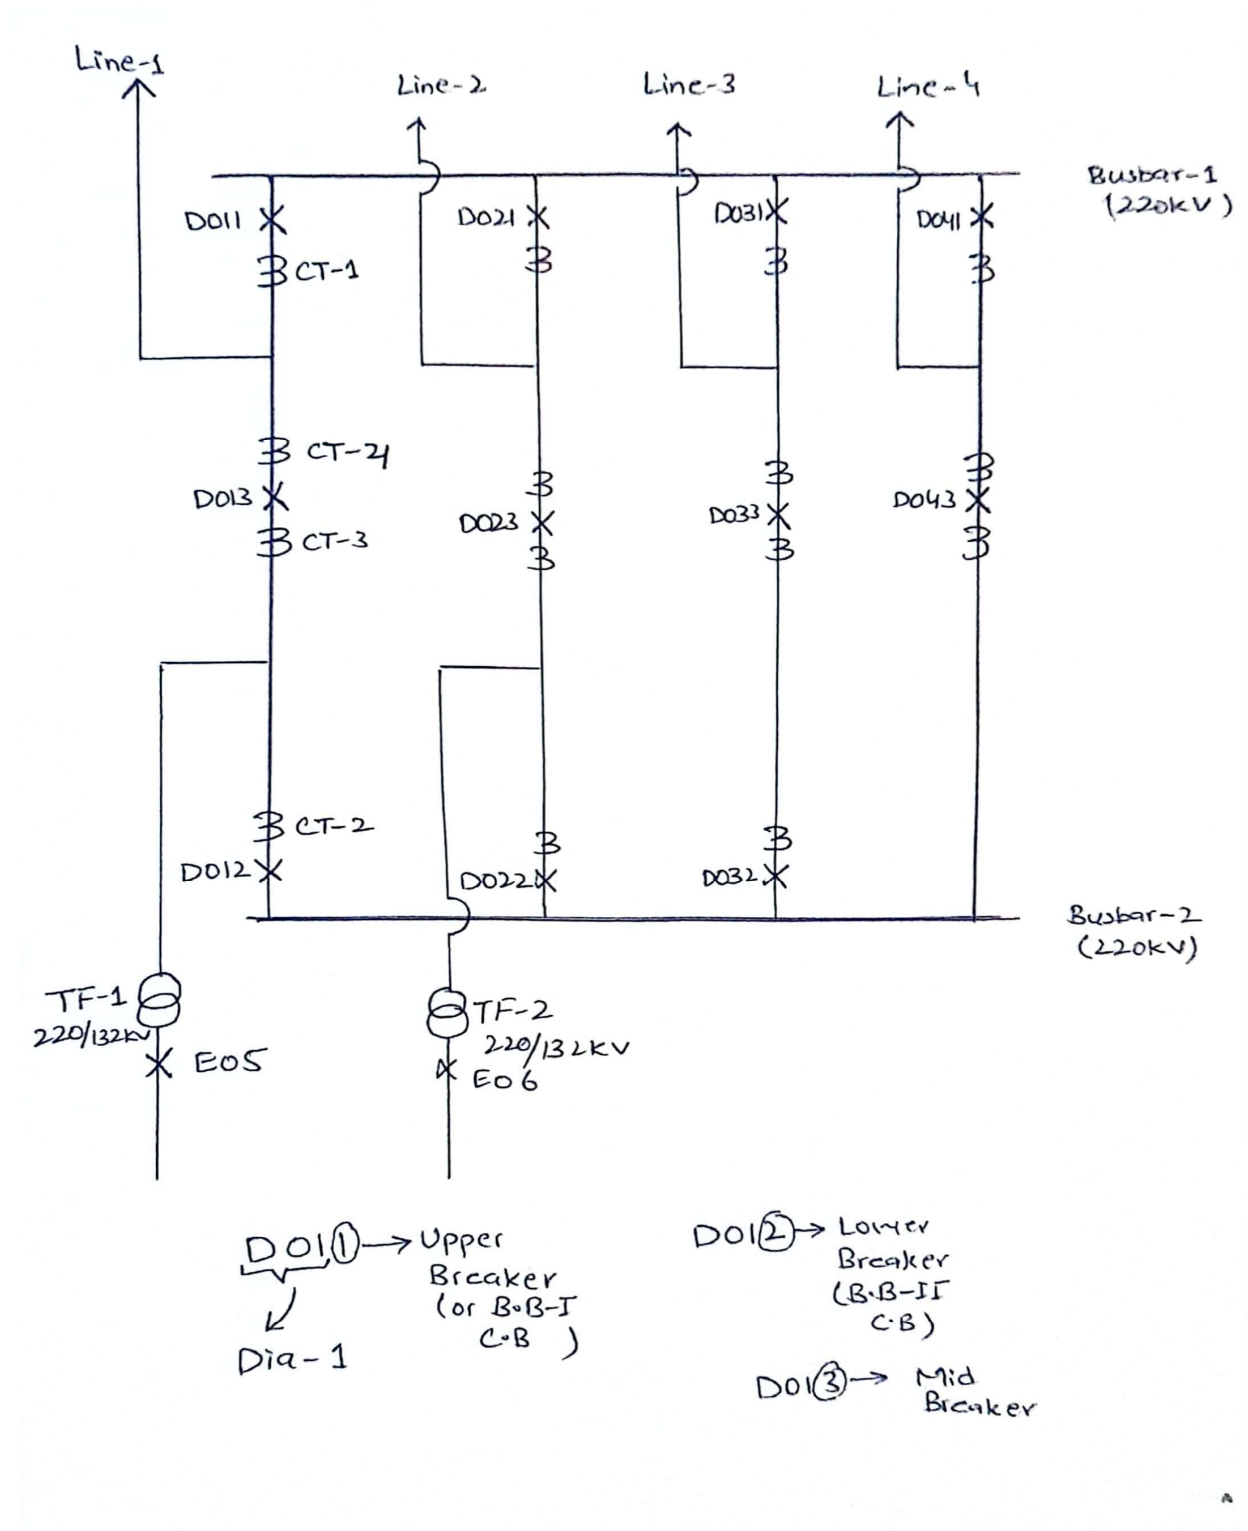 Line-1
Line-2
Line-3
Line-4
Busbar-1
(220kV)
D011
D021
D031
D041
CT-1
CT-24
D013
D023
D033
D043
CT-3
CT-2
D012
D022
D032
Busbar-2
(220KV)
TF-1
220/132kV
E05
TF-2
220/132KV
E06
D011 → Upper
Breaker
(or B.B-I
C.B )
Dia-1
D012 → Lower
Breaker
(B.B-II
C.B)
D013 → Mid
Breaker